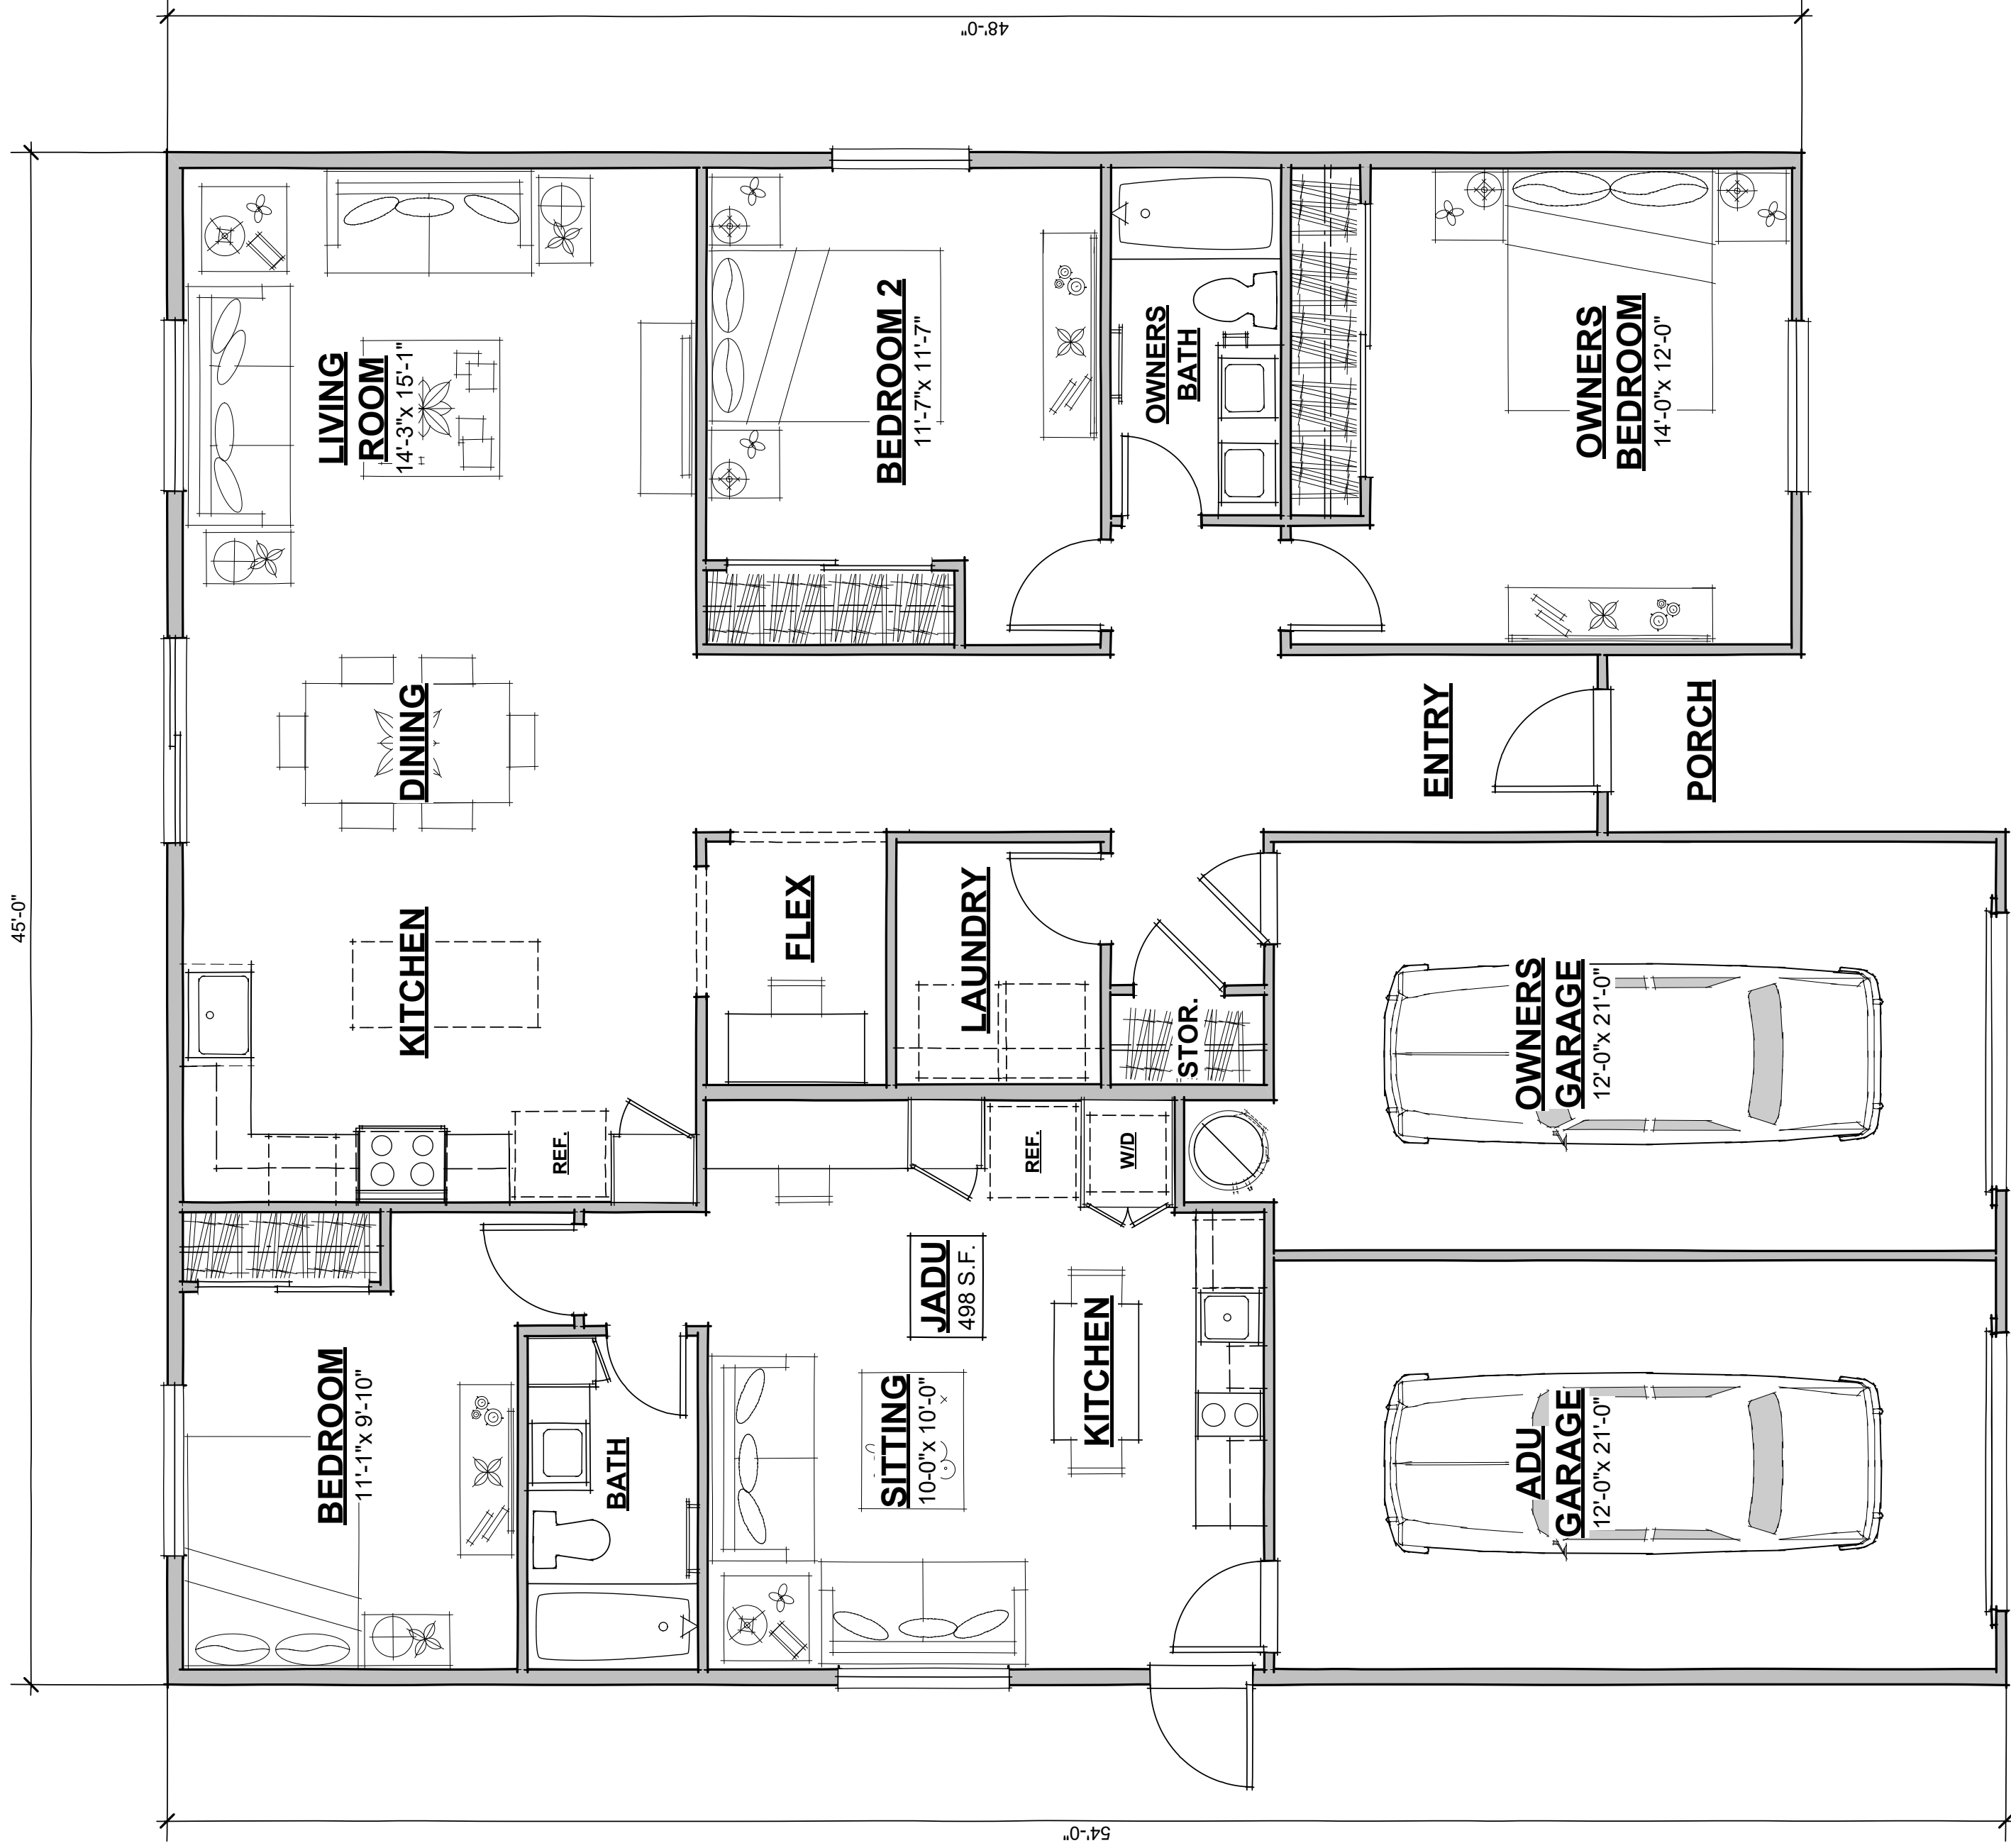 48'-0"
45'-0"
LIVING
ROOM
14'-3"x 15'-1"
BEDROOM 2
11'-7"x 11'-7"
OWNERS
BATH
OWNERS
BEDROOM
14'-0"x 12'-0"
DINING
ENTRY
PORCH
KITCHEN
FLEX
LAUNDRY
STOR.
OWNERS
GARAGE
12'-0"x 21'-0"
REF.
REF.
W/D
JADU
498 S.F.
BEDROOM
11'-1"x 9'-10"
BATH
SITTING
10-0"x 10'-0"
KITCHEN
ADU
GARAGE
12'-0"x 21'-0"
54'-0"